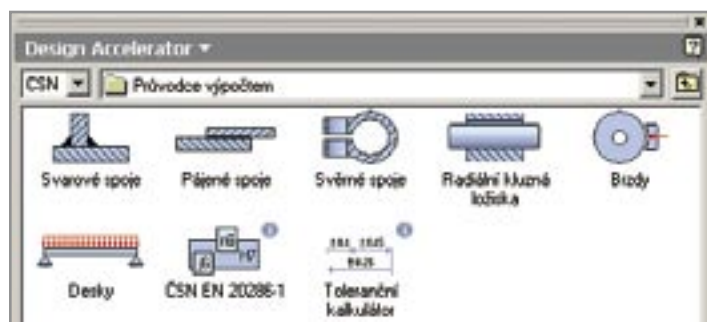 Design Accelerator
ČSN Průvodce výpočtem
Svarové spoje Pájené spoje Svěrné spoje Radiální kluzná ložiska Brzdy
Desky ČSN EN 20286-1 Toleranční kalkulátor